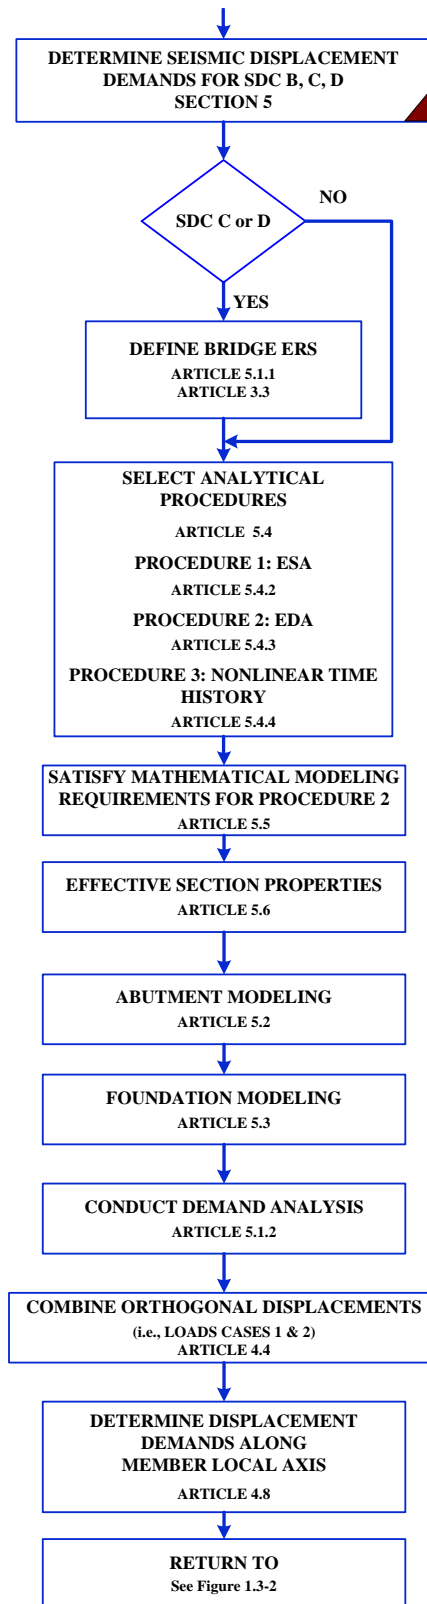 DETERMINE SEISMIC DISPLACEMENT
DEMANDS FOR SDC B, C, D
SECTION 5
NO
SDC C or D
YES
DEFINE BRIDGE ERS
ARTICLE 5.1.1
ARTICLE 3.3
SELECT ANALYTICAL
PROCEDURES
ARTICLE 5.4
PROCEDURE 1: ESA
ARTICLE 5.4.2
PROCEDURE 2: EDA
ARTICLE 5.4.3
PROCEDURE 3: NONLINEAR TIME
HISTORY
ARTICLE 5.4.4
SATISFY MATHEMATICAL MODELING
REQUIREMENTS FOR PROCEDURE 2
ARTICLE 5.5
EFFECTIVE SECTION PROPERTIES
ARTICLE 5.6
ABUTMENT MODELING
ARTICLE 5.2
FOUNDATION MODELING
ARTICLE 5.3
CONDUCT DEMAND ANALYSIS
ARTICLE 5.1.2
COMBINE ORTHOGONAL DISPLACEMENTS
(i.e., LOADS CASES 1 & 2)
ARTICLE 4.4
DETERMINE DISPLACEMENT
DEMANDS ALONG
MEMBER LOCAL AXIS
ARTICLE 4.8
RETURN TO
See Figure 1.3-2